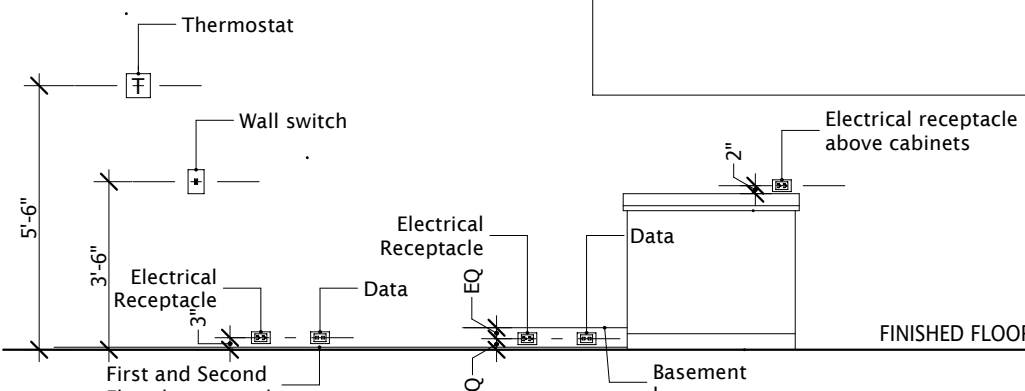 Thermostat
Wall switch
Electrical receptacle
above cabinets
2"
5'-6"
3'-6"
Electrical
Receptacle
3"
Data
Electrical
Receptacle
EQ
Data
FINISHED FLOOR
First and Second
Q
Basement